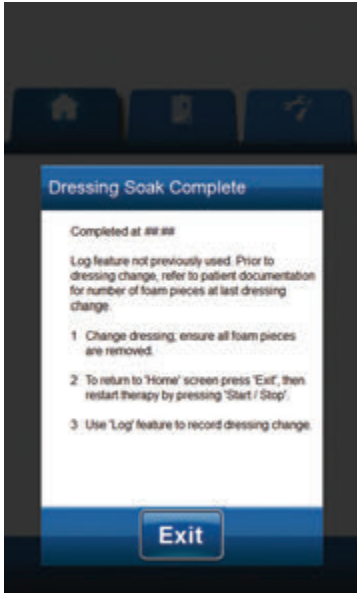 Dressing Soak Complete
Completed at ##:##
Log feature not previously used. Prior to
dressing change, refer to patient documentation
for number of foam pieces at last dressing
change.
1 Change dressing; ensure all foam pieces
are removed.
2 To return to 'Home' screen press 'Exit', then
restart therapy by pressing 'Start / Stop'.
3 Use 'Log' feature to record dressing change.
Exit